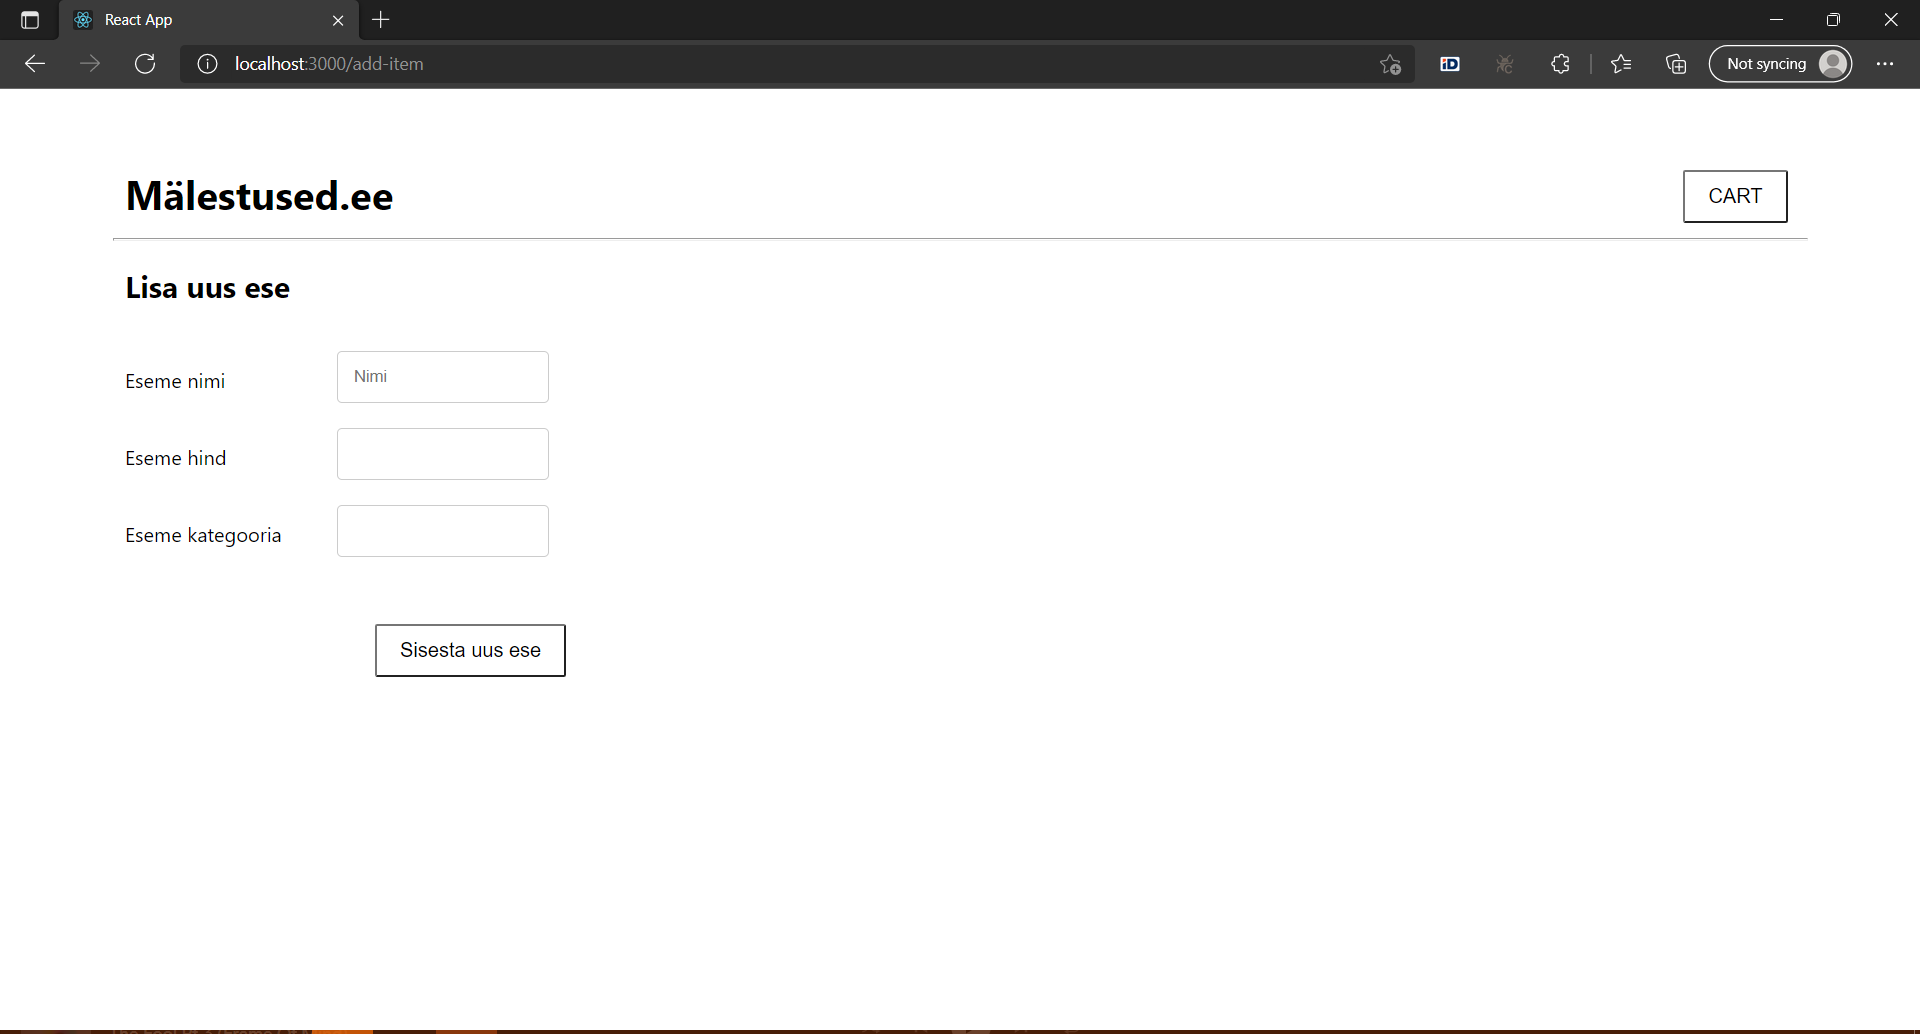 React App
localhost:3000/add-item
iD
Not syncing
Mälestused.ee
CART
Lisa uus ese
Eseme nimi
Nimi
Eseme hind
Eseme kategooria
Sisesta uus ese